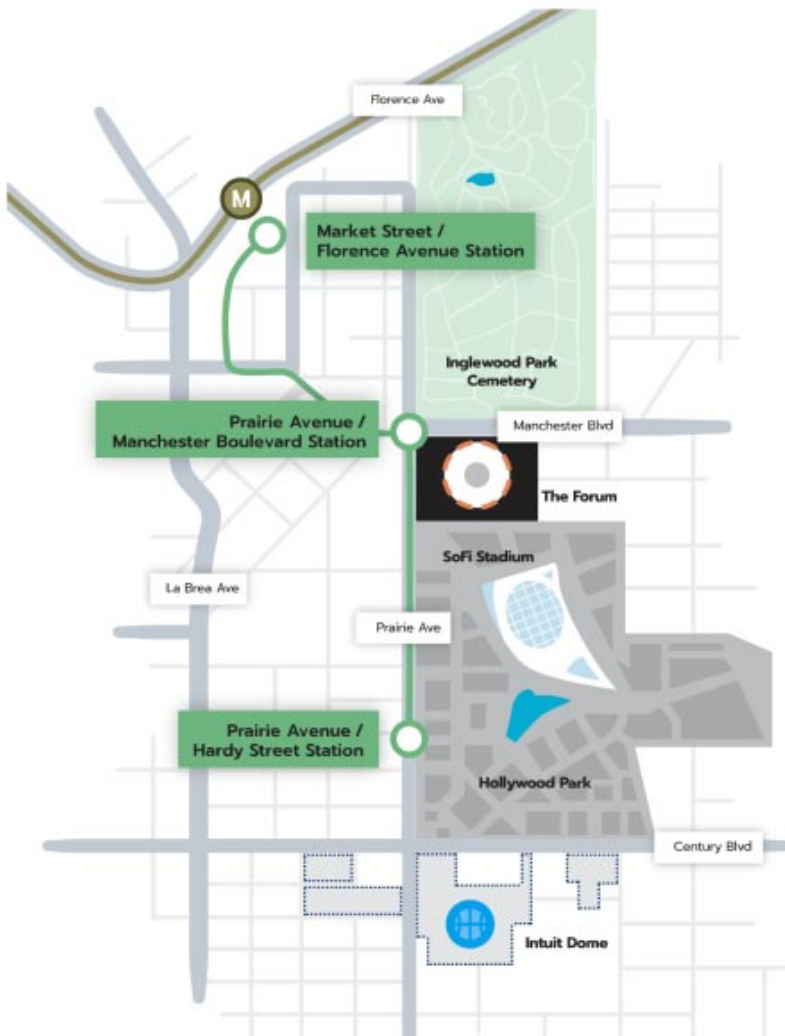 Florence Ave
M
Market Street /
Florence Avenue Station
Inglewood Park
Cemetery
Prairie Avenue /
Manchester Boulevard Station
Manchester Blvd
The Forum
SoFi Stadium
La Brea Ave
Prairie Ave
Prairie Avenue /
Hardy Street Station
Hollywood Park
Century Blvd
Intuit Dome